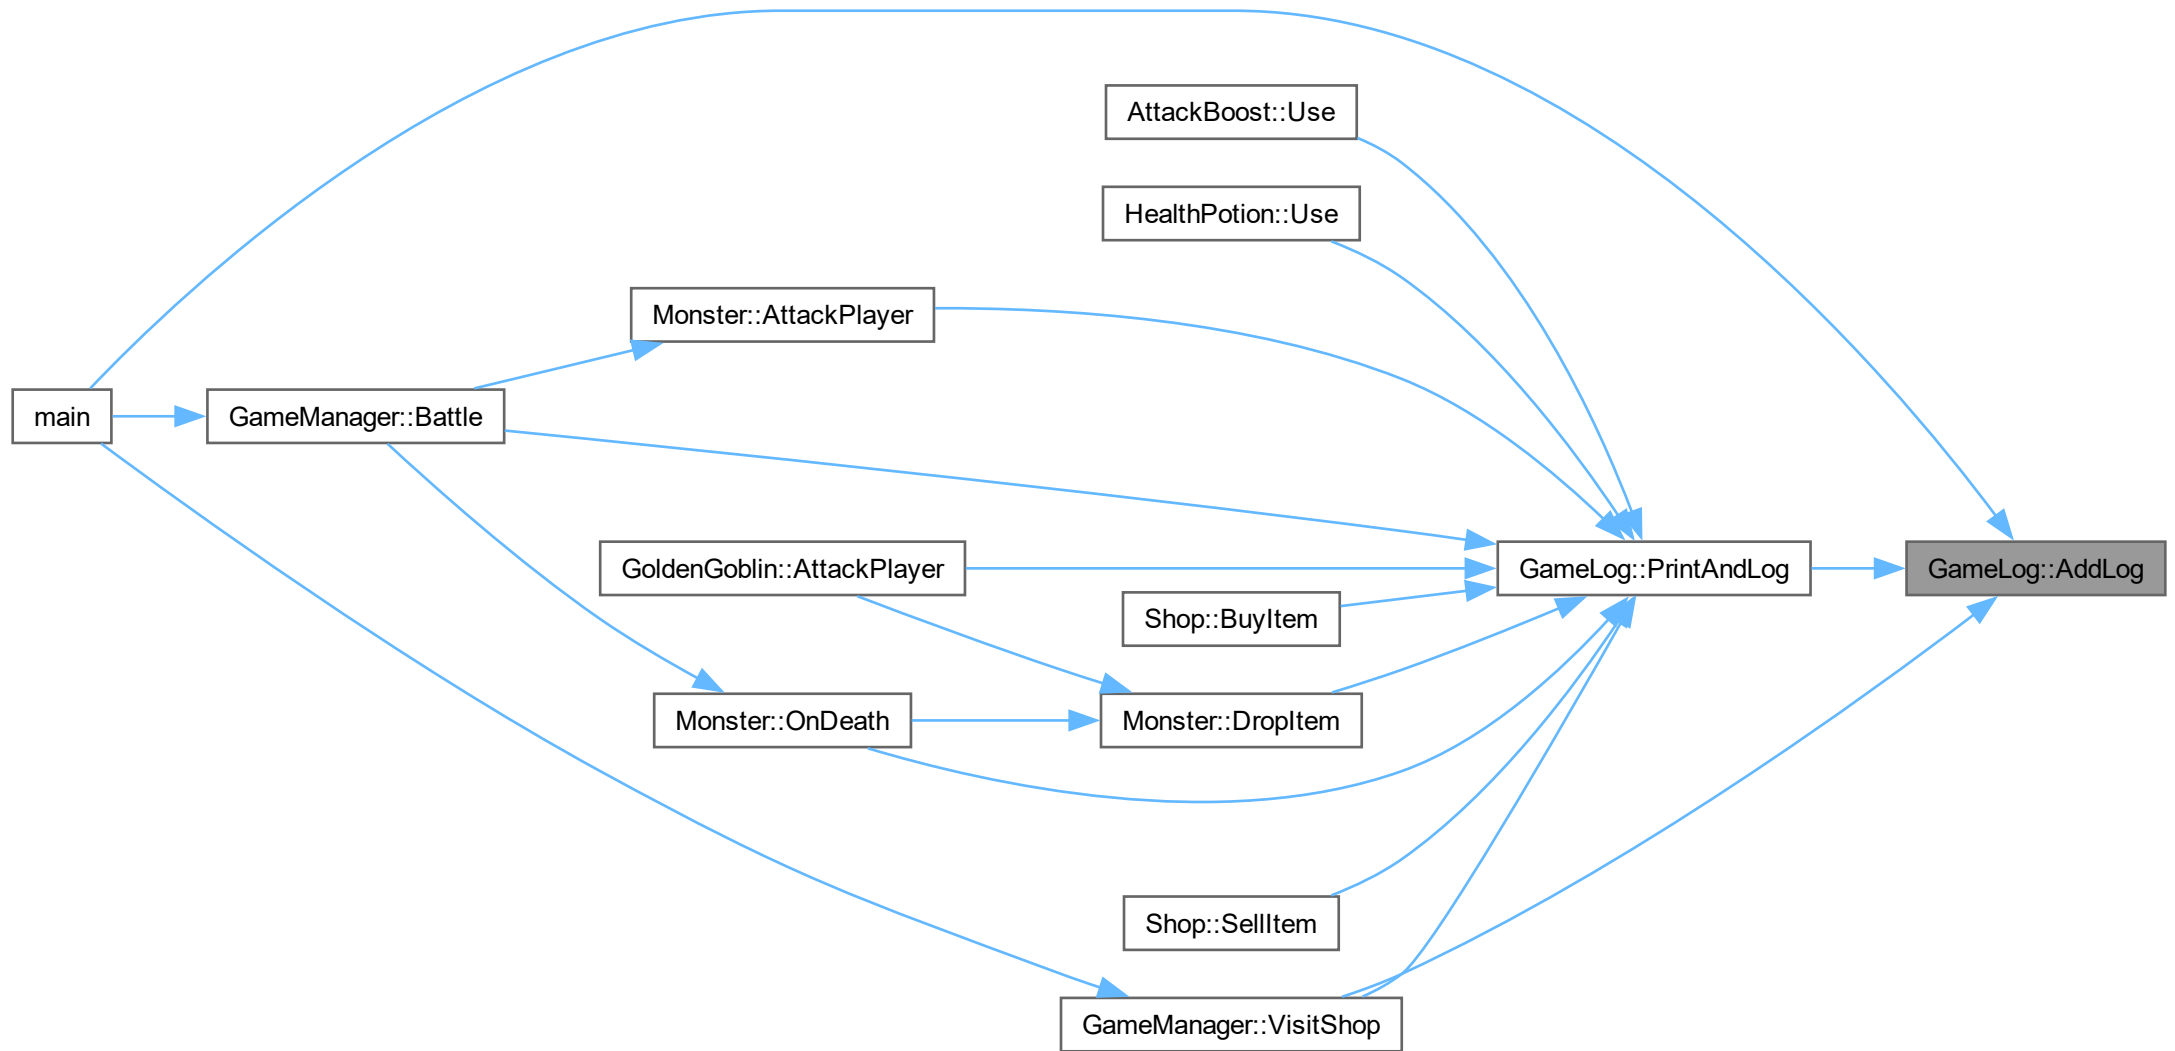 AttackBoost::Use
HealthPotion::Use
Monster::AttackPlayer
main
GameManager::Battle
GoldenGoblin::AttackPlayer
GameLog::PrintAndLog
GameLog::AddLog
Shop::BuyItem
Monster::OnDeath
Monster::DropItem
Shop::SellItem
GameManager::VisitShop